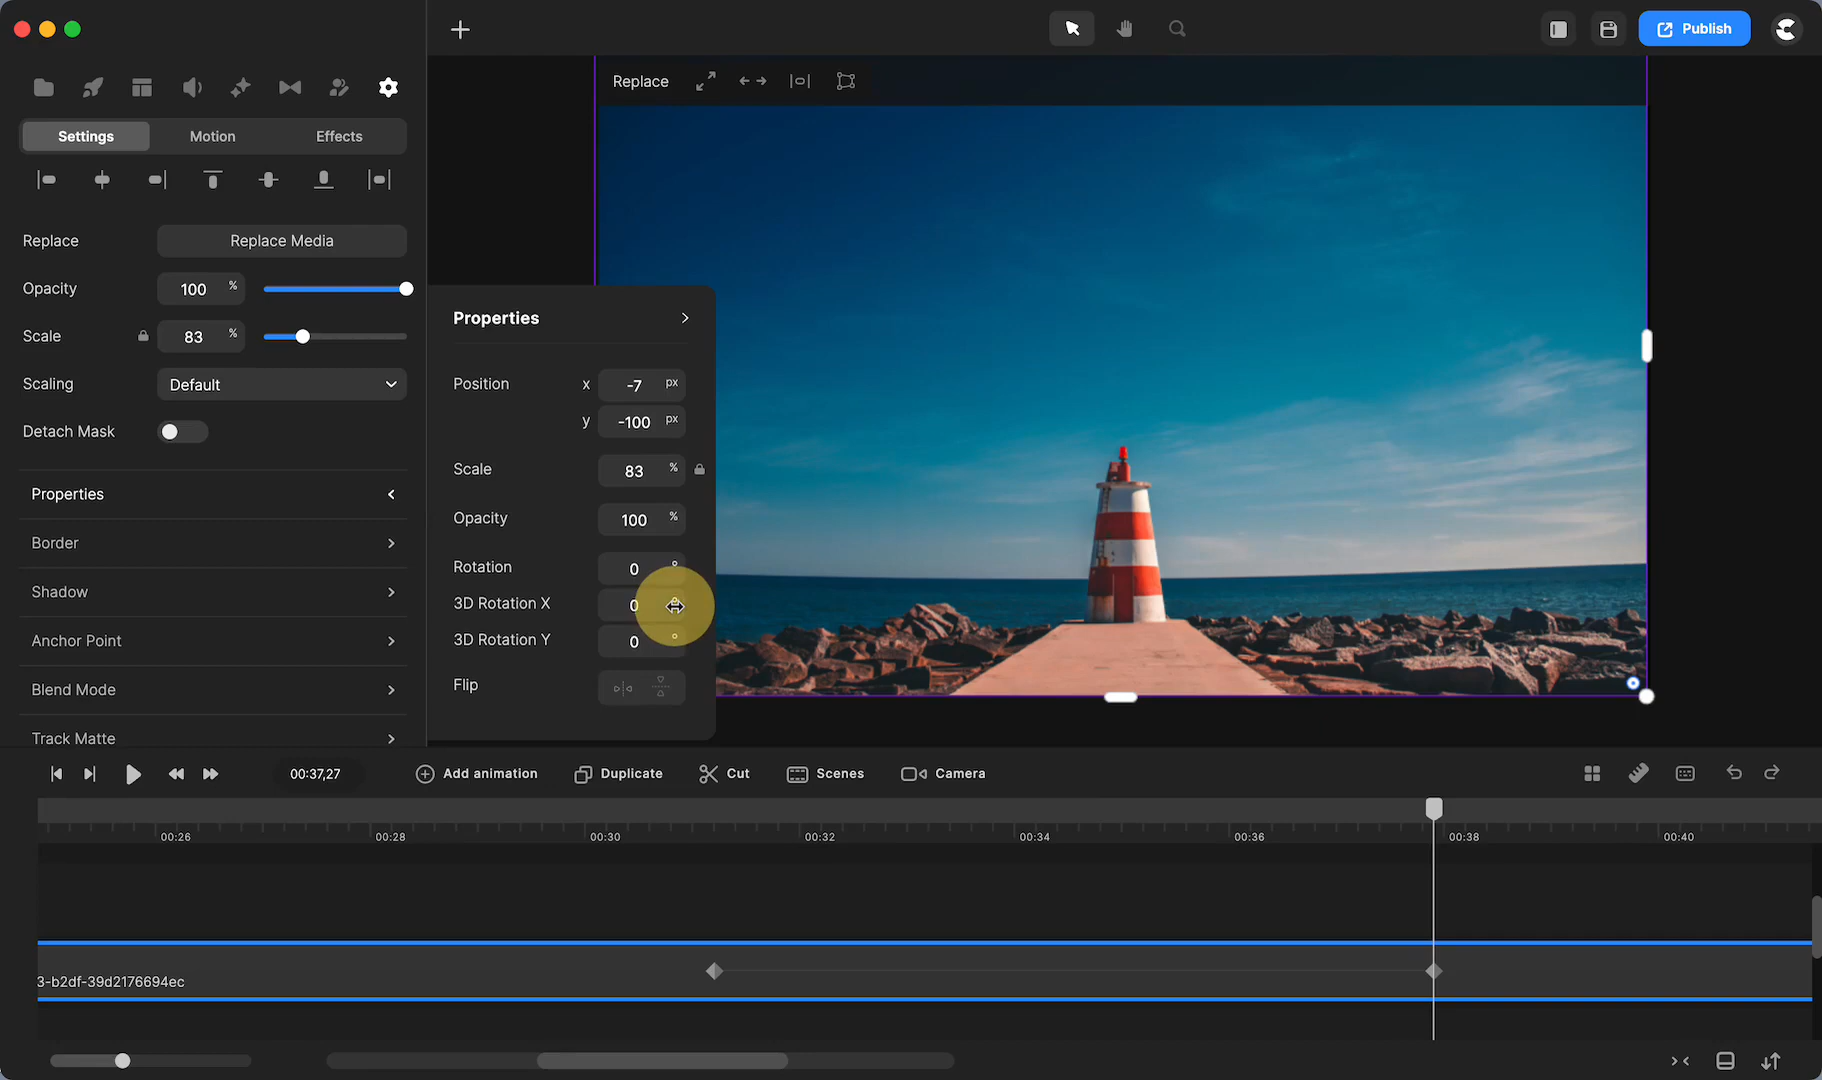 Publish
Replace
Settings
Motion
Effects
Replace
Replace Media
Opacity
100 %
Scale
83 %
Scaling
Default
Detach Mask
Properties
Border
Shadow
Anchor Point
Blend Mode
Track Matte
Properties
Position
x -7 px
y -100 px
Scale
83 %
Opacity
100 %
Rotation
0 °
3D Rotation X
0
3D Rotation Y
0 °
Flip
00:37,27
Add animation
Duplicate
Cut
Scenes
Camera
00:26
00:28
00:30
00:32
00:34
00:36
00:38
00:40
3-b2df-39d2176694ec